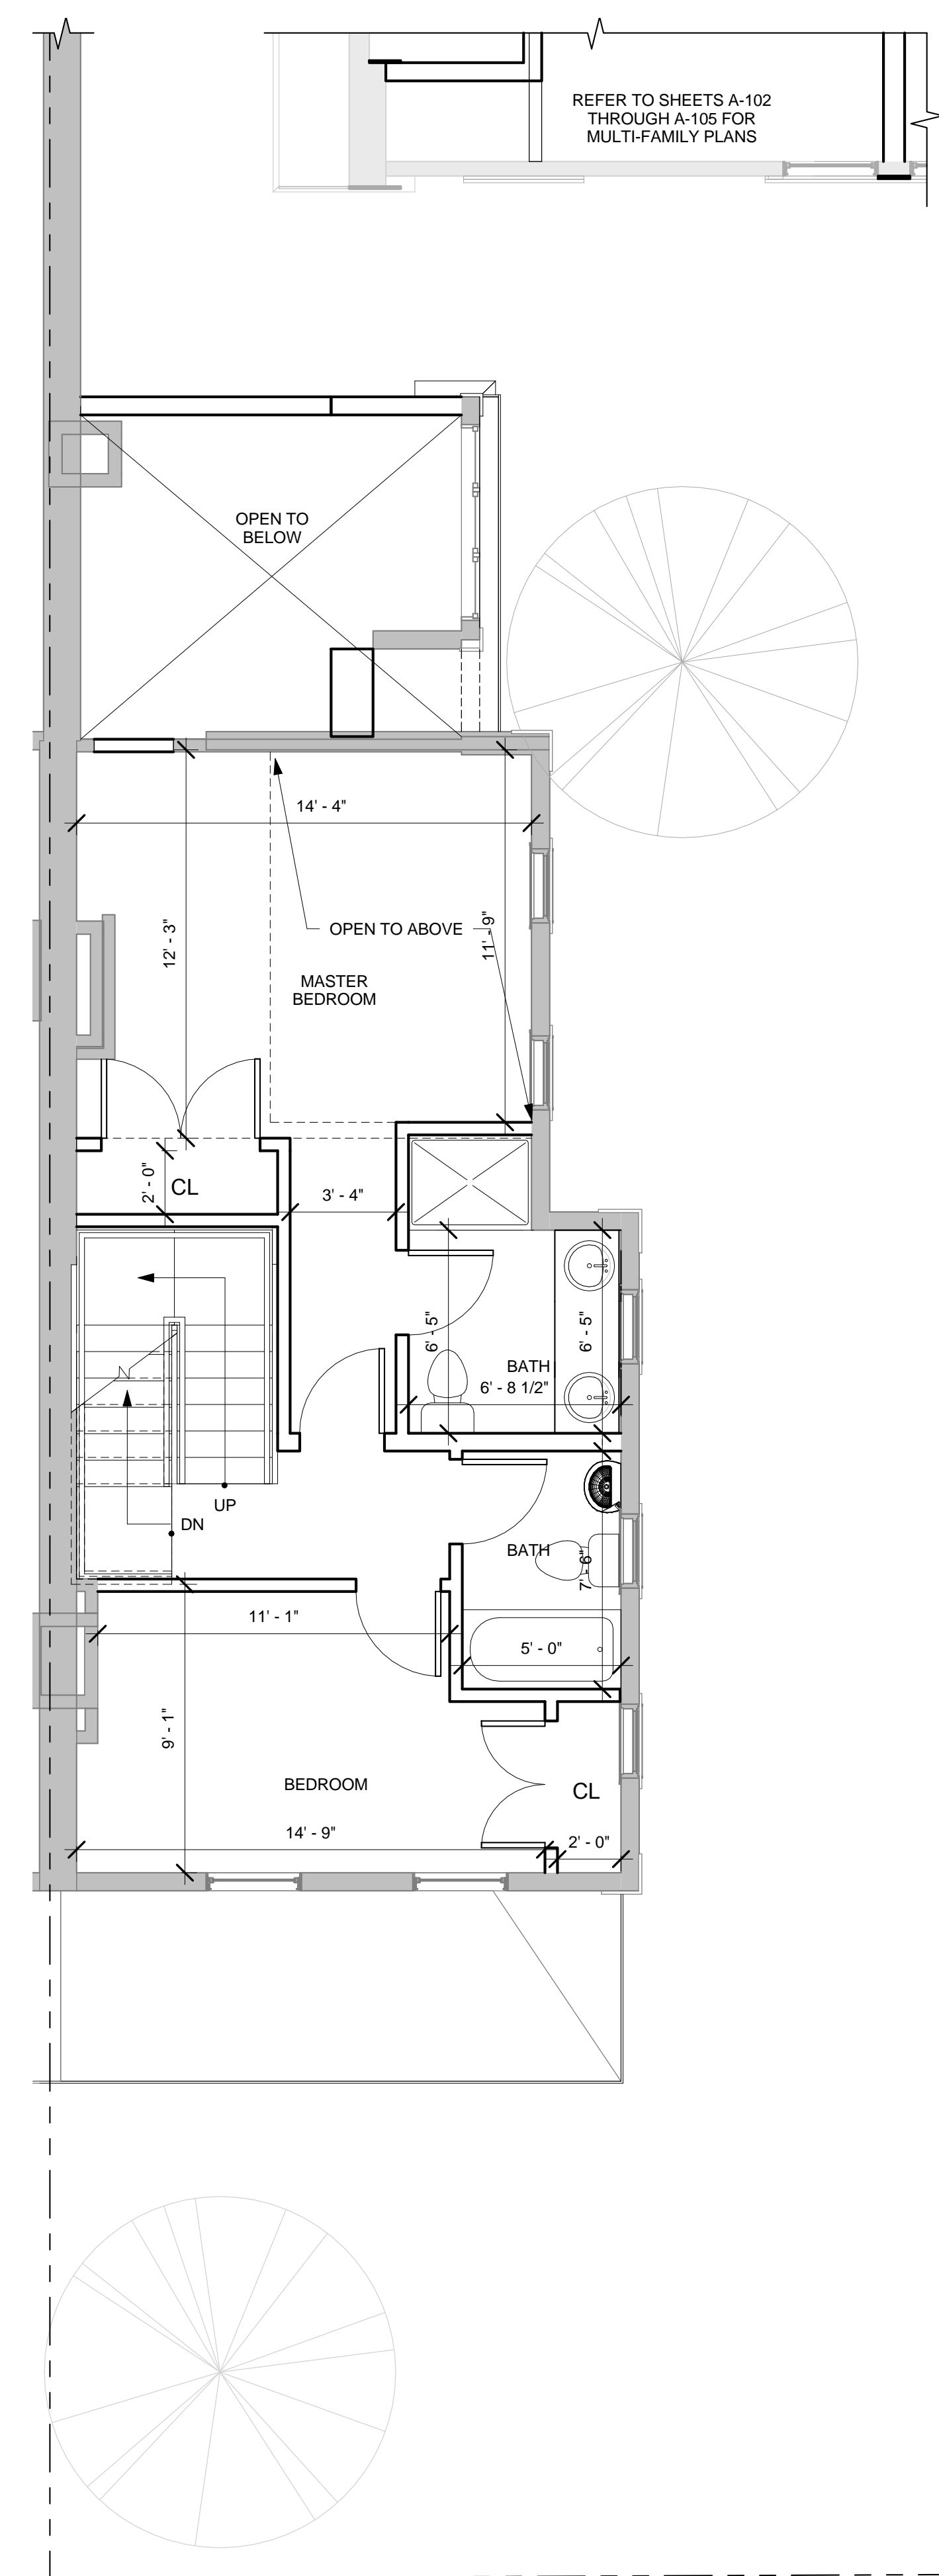 REFER TO SHEETS A-102
THROUGH A-105 FOR
MULTI-FAMILY PLANS
OPEN TO
BELOW
14' - 4"
12' - 3"
OPEN TO ABOVE
11' - 9"
MASTER
BEDROOM
2' - 0"
CL
3' - 4"
6' - 5"
6' - 5"
BATH
6' - 8 1/2"
UP
DN
BATH
7' - 6"
11' - 1"
5' - 0"
9' - 1"
BEDROOM
CL
14' - 9"
2' - 0"